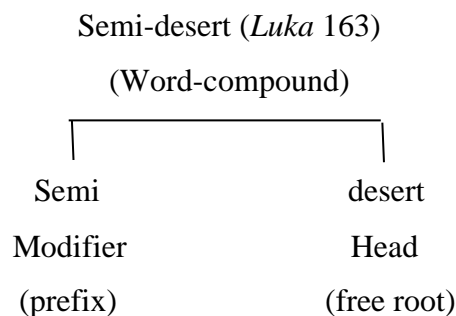 Semi-desert (Luka 163)
(Word-compound)
Semi desert
Modifier Head
(prefix) (free root)